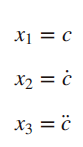 x₁ = c
x₂ = ċ
x₃ = c̈